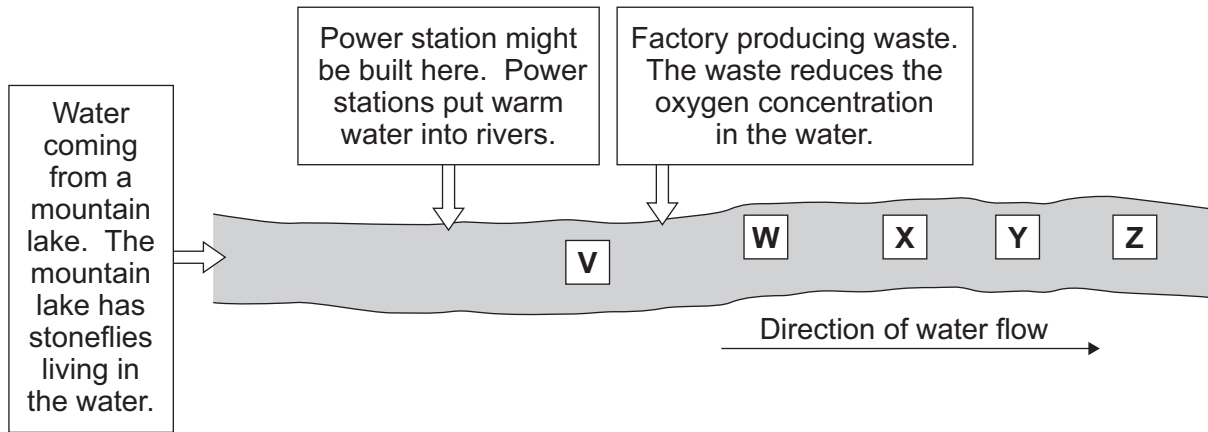 Power station might
be built here.  Power
stations put warm
water into rivers.
Factory producing waste.
The waste reduces the
oxygen concentration
in the water.
Water
coming
from a
mountain
lake.  The
mountain
lake has
stoneflies
living in
the water.
V
W
X
Y
Z
Direction of water flow